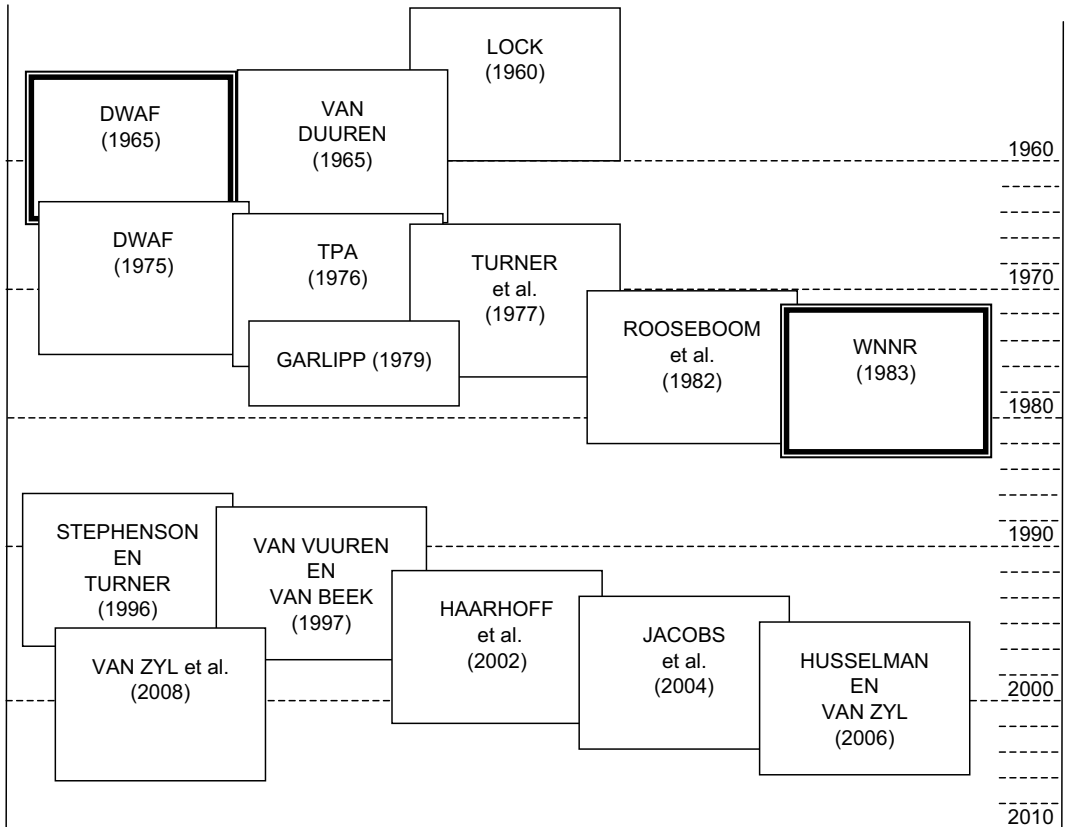 LOCK
(1960)
DWAF
(1965)
VAN
DUUREN
(1965)
1960
DWAF
(1975)
TPA
(1976)
TURNER
et al.
(1977)
1970
GARLIPP (1979)
ROOSEBOOM
et al.
(1982)
WNNR
(1983)
1980
STEPHENSON
EN
TURNER
(1996)
VAN VUUREN
EN
VAN BEEK
(1997)
1990
HAARHOFF
et al.
(2002)
JACOBS
et al.
(2004)
HUSSELMAN
EN
VAN ZYL
(2006)
VAN ZYL et al.
(2008)
2000
2010